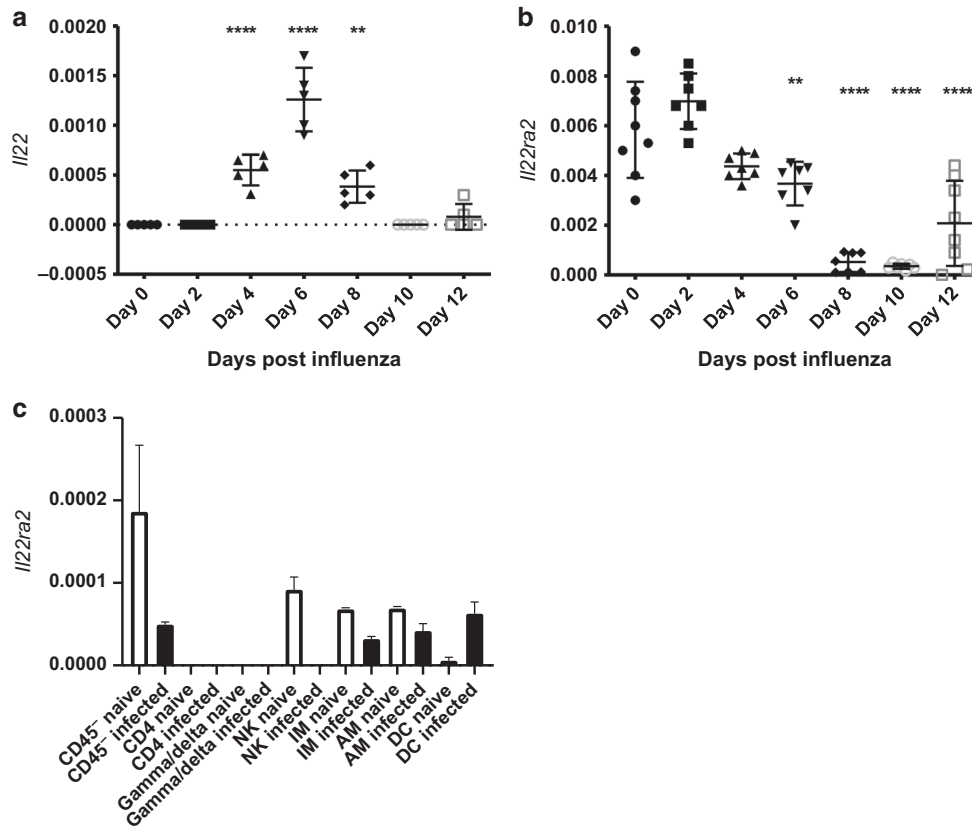 a
Il22
0.0020
0.0015
0.0010
0.0005
0.0000
−0.0005
**** **** **
Day 0 Day 2 Day 4 Day 6 Day 8 Day 10 Day 12
Days post influenza
b
Il22ra2
0.010
0.008
0.006
0.004
0.002
0.000
** **** **** ****
Day 0 Day 2 Day 4 Day 6 Day 8 Day 10 Day 12
Days post influenza
c
Il22ra2
0.0003
0.0002
0.0001
0.0000
CD45⁻ naive
CD45⁻ infected
CD4 naive
CD4 infected
Gamma/delta naive
Gamma/delta infected
NK naive
NK infected
IM naive
IM infected
AM naive
AM infected
DC naive
DC infected